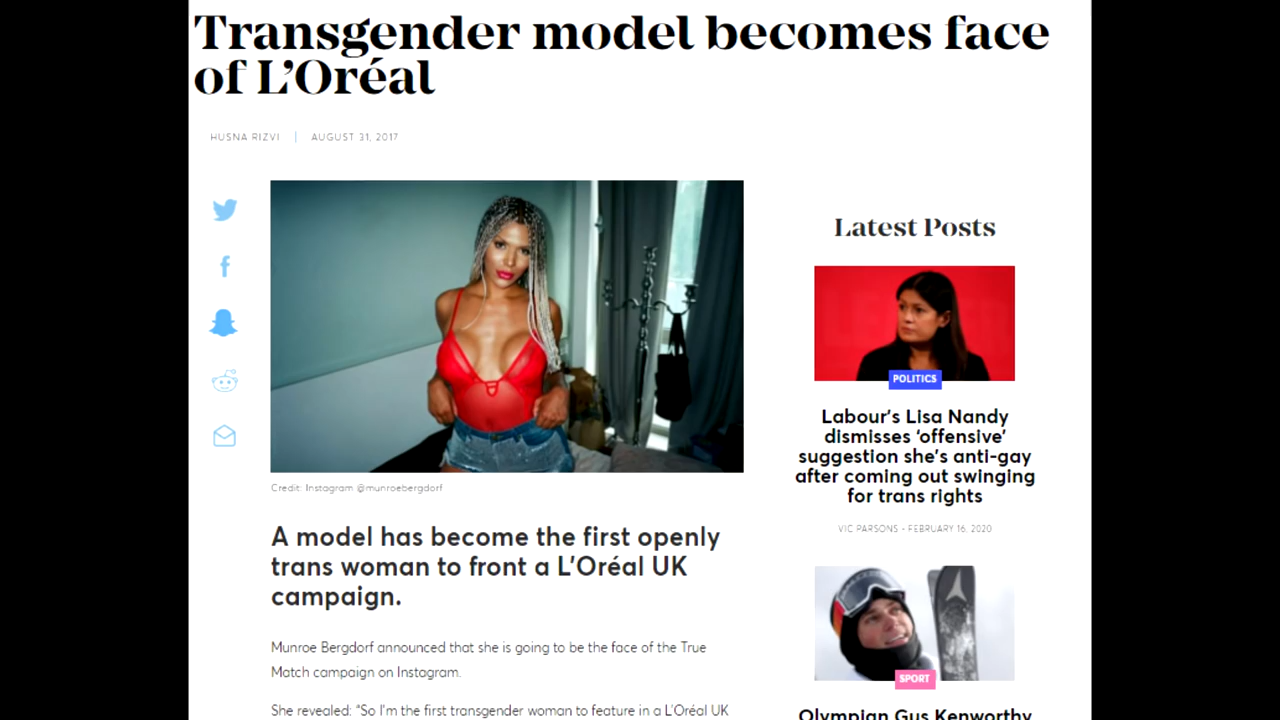 Transgender model becomes face
of L’Oréal
HUSNA RIZVI | AUGUST 31, 2017
Credit: Instagram @munroebergdorf
A model has become the first openly
trans woman to front a L’Oréal UK
campaign.
Munroe Bergdorf announced that she is going to be the face of the True
Match campaign on Instagram.
She revealed: “So I’m the first transgender woman to feature in a L’Oréal UK
Latest Posts
POLITICS
Labour’s Lisa Nandy
dismisses ‘offensive’
suggestion she’s anti-gay
after coming out swinging
for trans rights
VIC PARSONS - FEBRUARY 16, 2020
SPORT
Olympian Gus Kenworthy